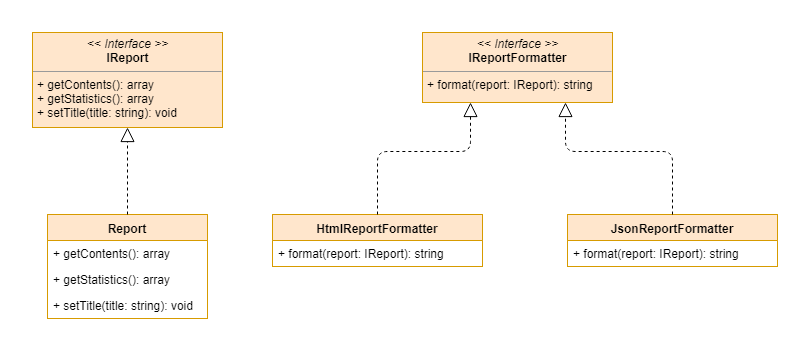 << Interface >>
IReport
+ getContents(): array
+ getStatistics(): array
+ setTitle(title: string): void
<< Interface >>
IReportFormatter
+ format(report: IReport): string
Report
+ getContents(): array
+ getStatistics(): array
+ setTitle(title: string): void
HtmlReportFormatter
+ format(report: IReport): string
JsonReportFormatter
+ format(report: IReport): string